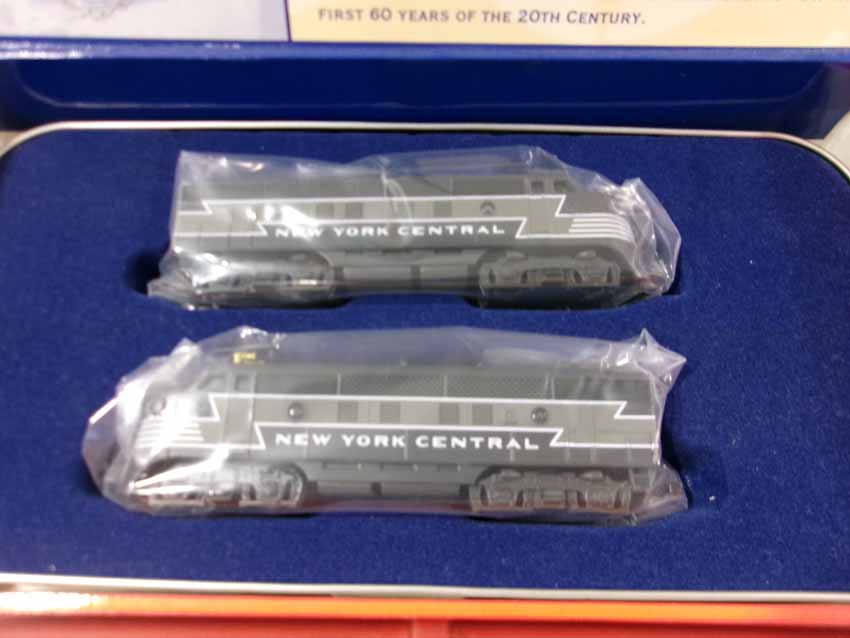 FIRST 60 YEARS OF THE 20TH CENTURY.
NEW YORK CENTRAL
NEW YORK CENTRAL